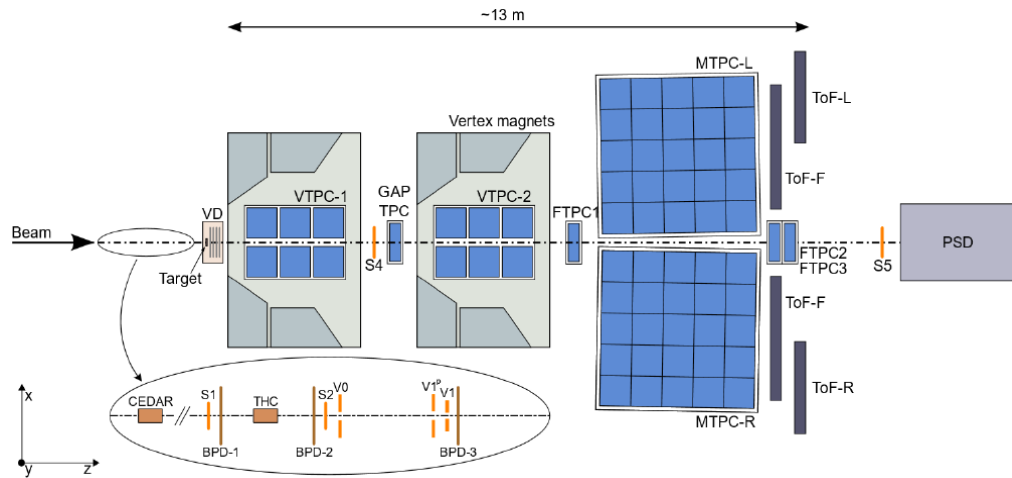 ~13 m
MTPC-L
ToF-L
Vertex magnets
ToF-F
VTPC-1
GAP
TPC
VTPC-2
FTPC1
VD
Beam
Target
S4
FTPC2
FTPC3
S5
PSD
ToF-F
ToF-R
MTPC-R
CEDAR
S1
THC
S2
V0
V1ᴾ
V1
BPD-1
BPD-2
BPD-3
x
y
z